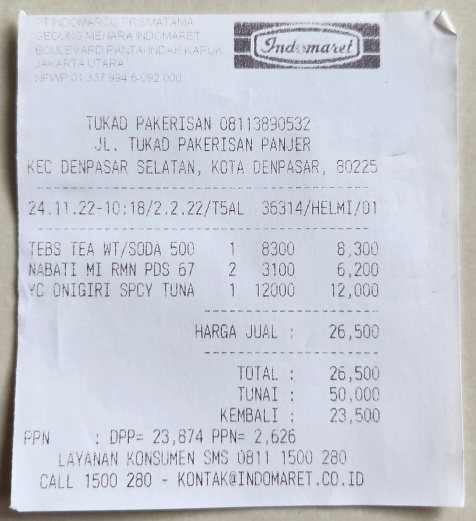 PT.INDOMARCO PRISMATAMA
GEDUNG MENARA INDOMARET
BOULEVARD PANTAI INDAH KAPUK
JAKARTA UTARA
NPWP 01.337.994.6-092.000
Indomaret
TUKAD PAKERISAN 08113890532
JL. TUKAD PAKERISAN PANJER
KEC DENPASAR SELATAN, KOTA DENPASAR, 80225
24.11.22-10:18/2.2.22/T5AL 36314/HELMI/01
TEBS TEA WT/SODA 500 1 8300 8,300
NABATI MI RMN PDS 67 2 3100 6,200
YC ONIGIRI SPCY TUNA 1 12000 12,000
HARGA JUAL : 26,500
TOTAL : 26,500
TUNAI : 50,000
KEMBALI : 23,500
PPN : DPP= 23,874 PPN= 2,626
LAYANAN KONSUMEN SMS 0811 1500 280
CALL 1500 280 - KONTAK@INDOMARET.CO.ID